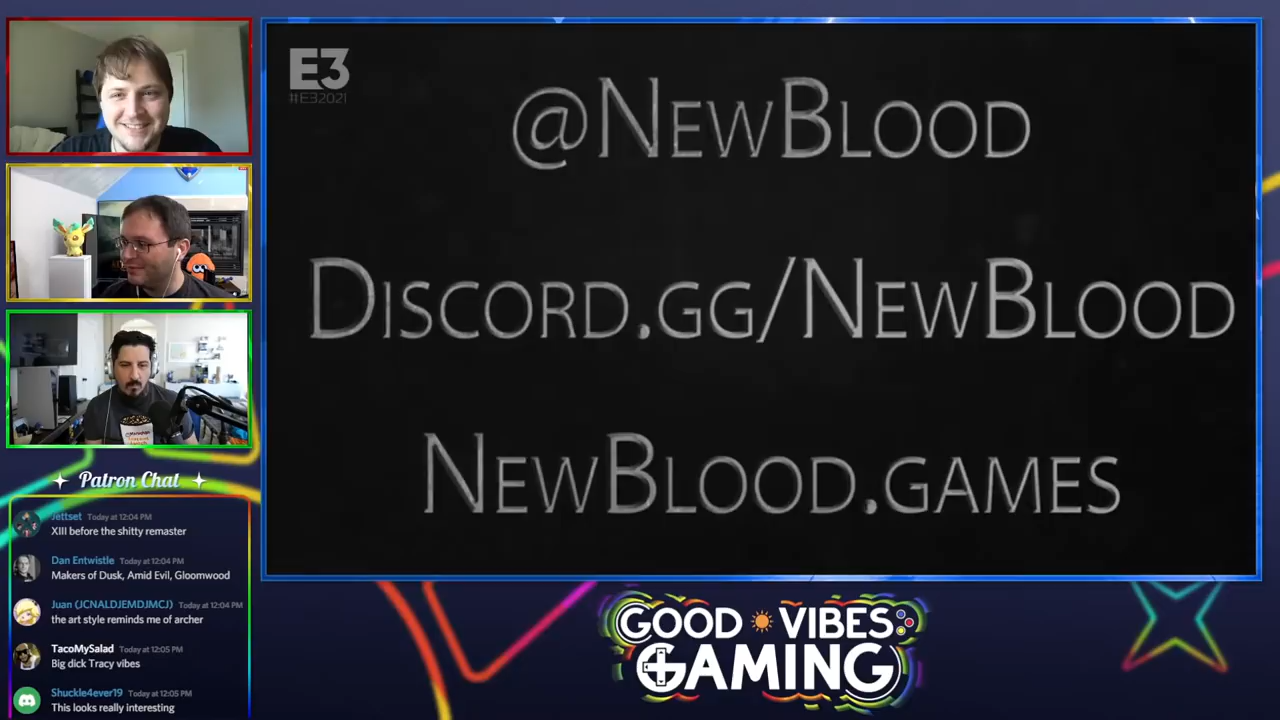 E3
#E32021
@NewBlood
Discord.gg/NewBlood
NewBlood.games
Patron Chat
Jettset Today at 12:04 PM
XIII before the shitty remaster
Dan Entwistle Today at 12:04 PM
Makers of Dusk, Amid Evil, Gloomwood
Juan (JCNALDJEMDJMCJ) Today at 12:04 PM
the art style reminds me of archer
TacoMySalad Today at 12:05 PM
Big dick Tracy vibes
Shuckle4ever19 Today at 12:05 PM
This looks really interesting
GOOD VIBES
GAMING